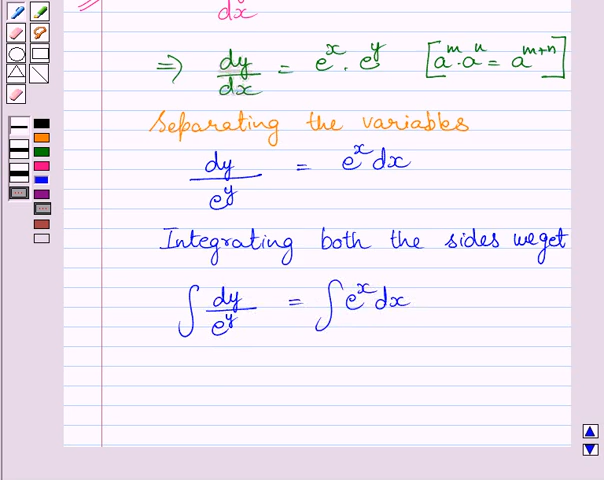 dx
⇒ dy/dx = e^x . e^y [a^m . a^n = a^{m+n}]
Separating the variables
dy/e^y = e^x dx
Integrating both the sides we get
∫ dy/e^y = ∫ e^x dx